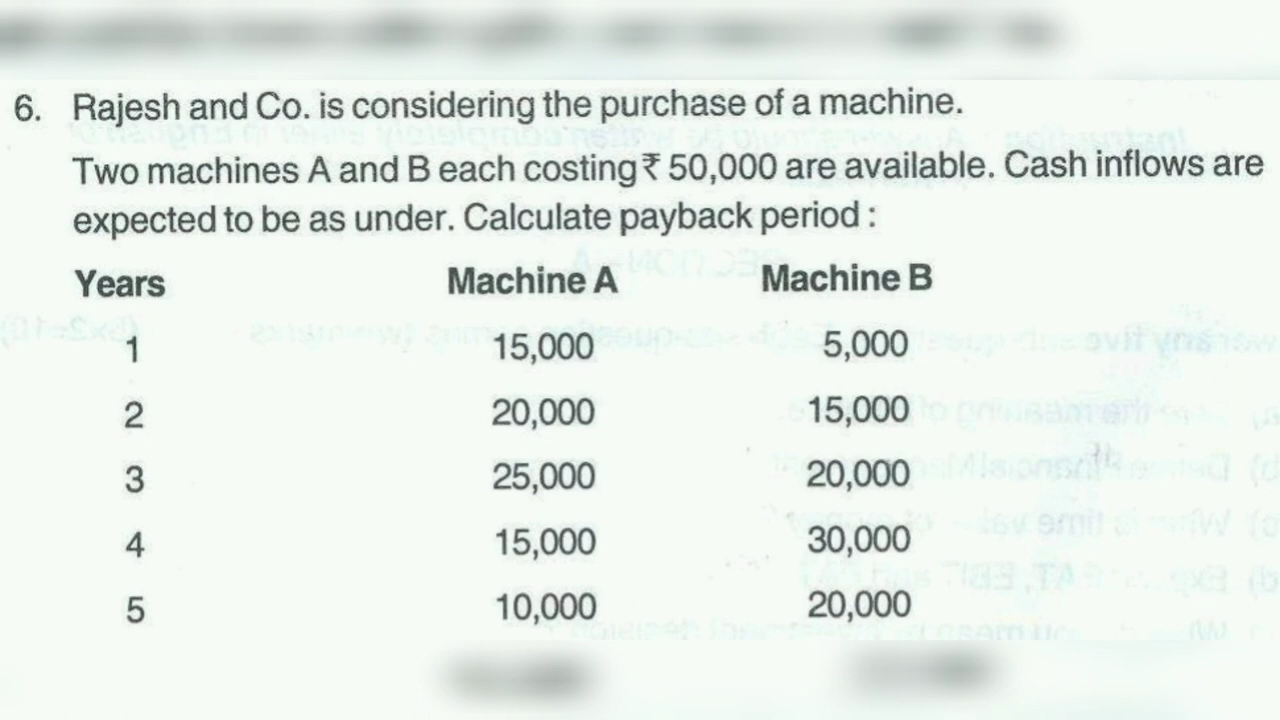 6. Rajesh and Co. is considering the purchase of a machine.
Two machines A and B each costing ₹ 50,000 are available. Cash inflows are
expected to be as under. Calculate payback period :
Years Machine A Machine B
1 15,000 5,000
2 20,000 15,000
3 25,000 20,000
4 15,000 30,000
5 10,000 20,000